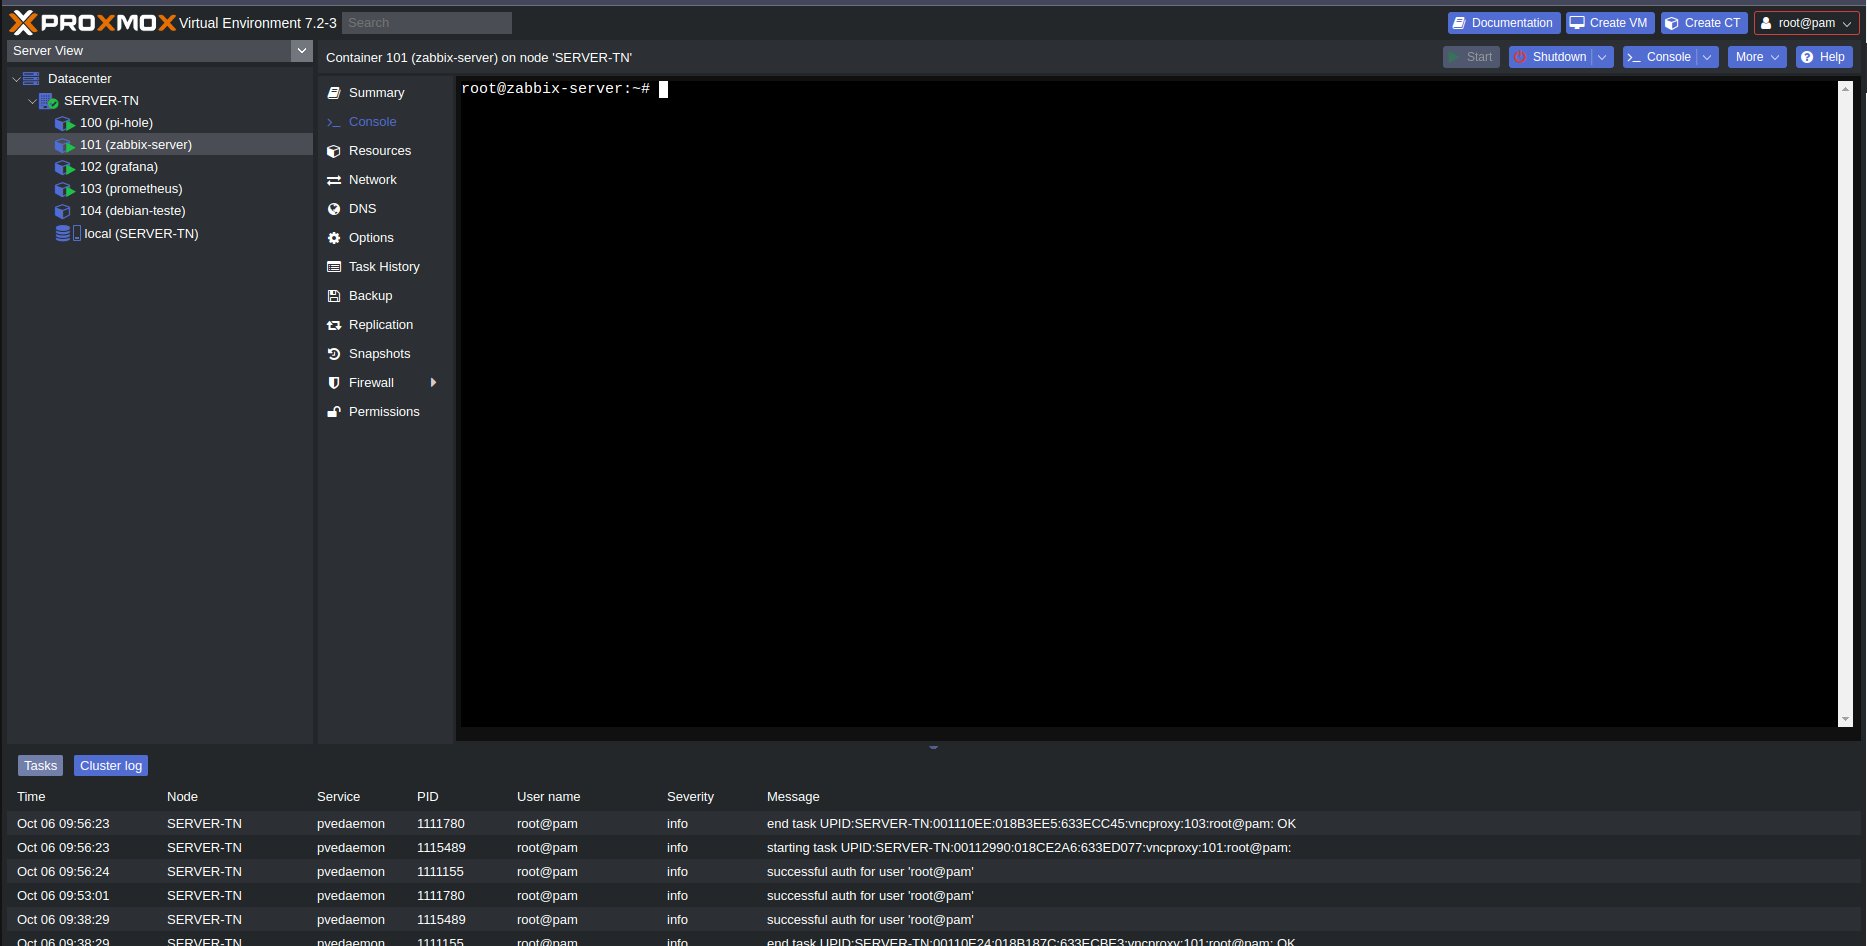 PROXMOX Virtual Environment 7.2-3 Search Documentation Create VM Create CT root@pam
Server View
Container 101 (zabbix-server) on node 'SERVER-TN' Start Shutdown Console More Help
Datacenter
SERVER-TN
100 (pi-hole)
101 (zabbix-server)
102 (grafana)
103 (prometheus)
104 (debian-teste)
local (SERVER-TN)
Summary
Console
Resources
Network
DNS
Options
Task History
Backup
Replication
Snapshots
Firewall
Permissions
root@zabbix-server:~#
Tasks Cluster log
Time Node Service PID User name Severity Message
Oct 06 09:56:23 SERVER-TN pvedaemon 1111780 root@pam info end task UPID:SERVER-TN:001110EE:018B3EE5:633ECC45:vncproxy:103:root@pam: OK
Oct 06 09:56:23 SERVER-TN pvedaemon 1115489 root@pam info starting task UPID:SERVER-TN:00112990:018CE2A6:633ED077:vncproxy:101:root@pam:
Oct 06 09:56:24 SERVER-TN pvedaemon 1111155 root@pam info successful auth for user 'root@pam'
Oct 06 09:53:01 SERVER-TN pvedaemon 1111780 root@pam info successful auth for user 'root@pam'
Oct 06 09:38:29 SERVER-TN pvedaemon 1115489 root@pam info successful auth for user 'root@pam'
Oct 06 09:38:29 SERVER-TN pvedaemon 1111155 root@pam info end task UPID:SERVER-TN:00110E24:018B187C:633ECBE3:vncproxy:101:root@pam: OK